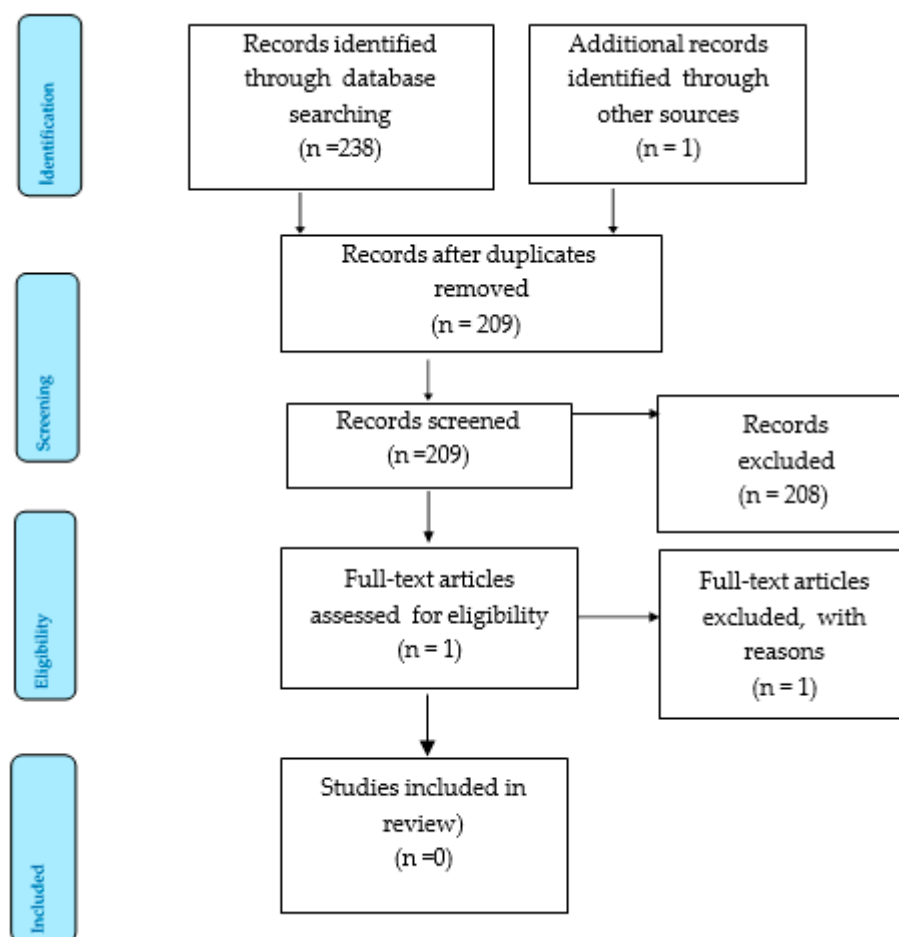 Identification
Records identified
through database
searching
(n =238)
Additional records
identified through
other sources
(n = 1)
Records after duplicates
removed
(n = 209)
Screening
Records screened
(n =209)
Records
excluded
(n = 208)
Eligibility
Full-text articles
assessed for eligibility
(n = 1)
Full-text articles
excluded, with
reasons
(n = 1)
Included
Studies included in
review)
(n =0)